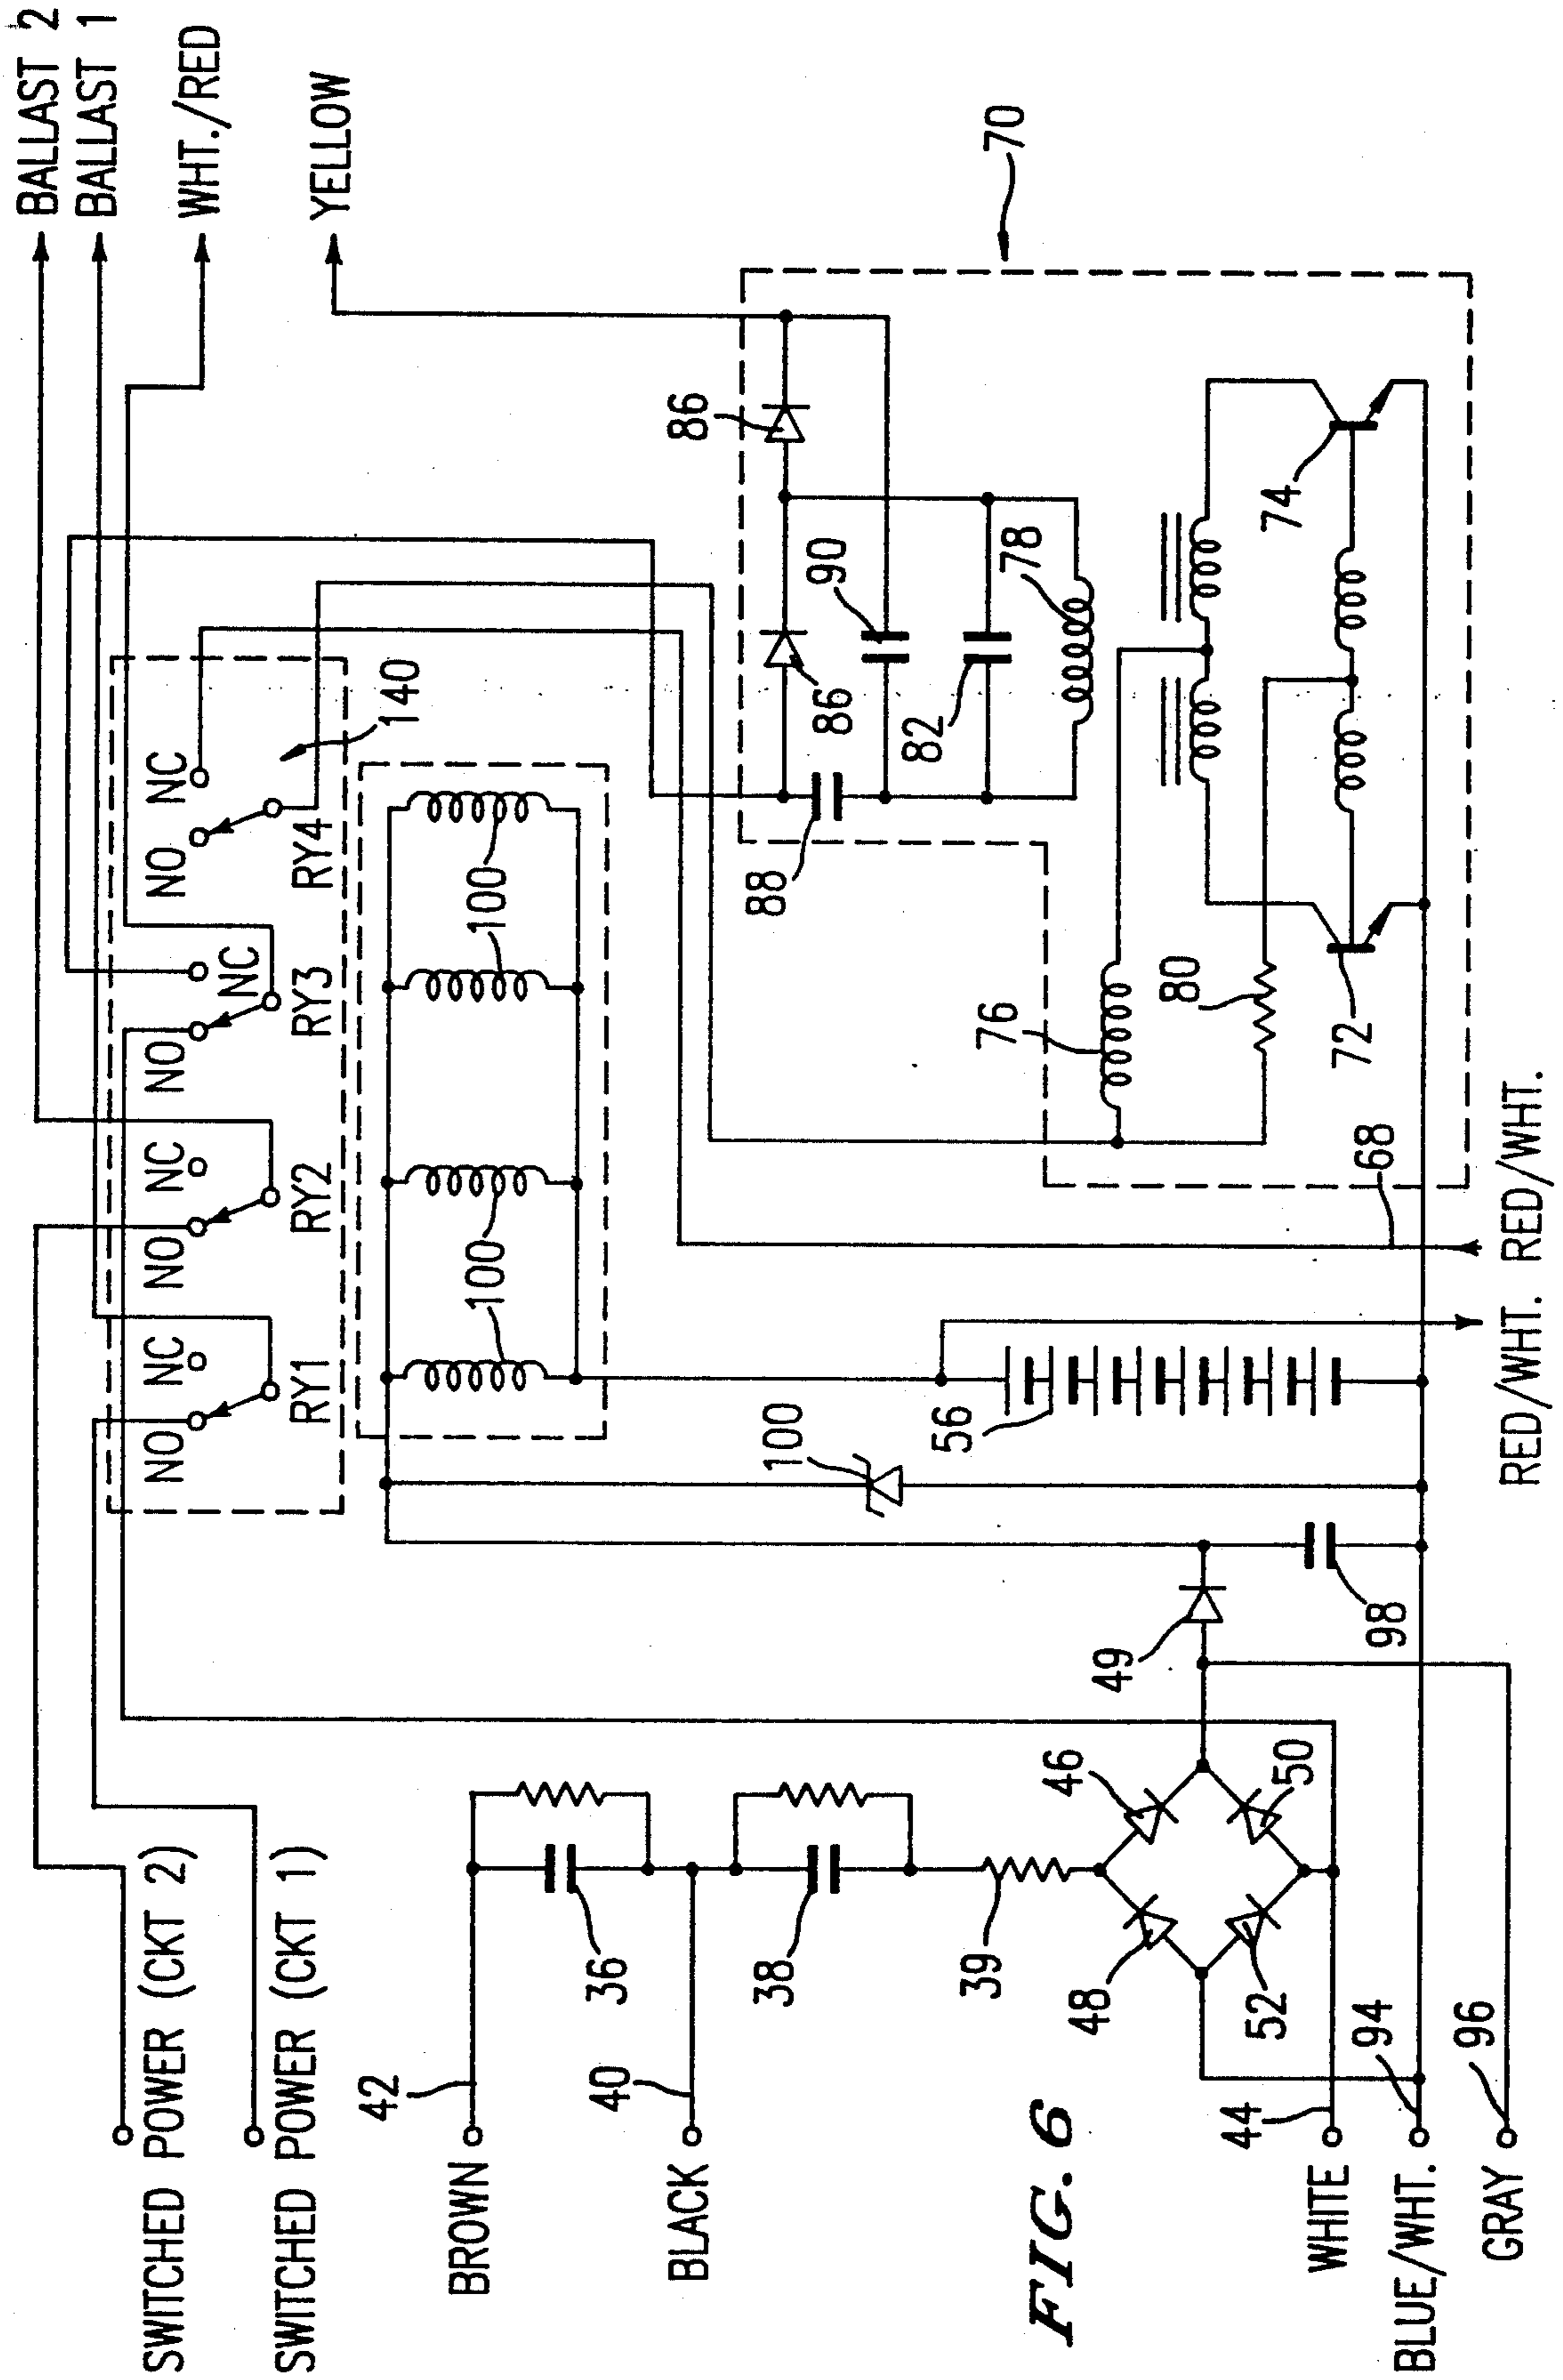 BALLAST 2
BALLAST 1
WHT./RED
YELLOW
70
140
NO NC
RY1
NO NC
RY2
NO NC
RY3
NO NC
RY4
100
100
100
86
86
88
90
82
78
76
80
74
72
68
56
RED/WHT. RED/WHT.
SWITCHED POWER (CKT 2)
SWITCHED POWER (CKT 1)
BROWN
42
36
BLACK
40
38
39
46
48
50
52
49
98
WHITE
44
BLUE/WHT.
94
GRAY
96
FIG. 6